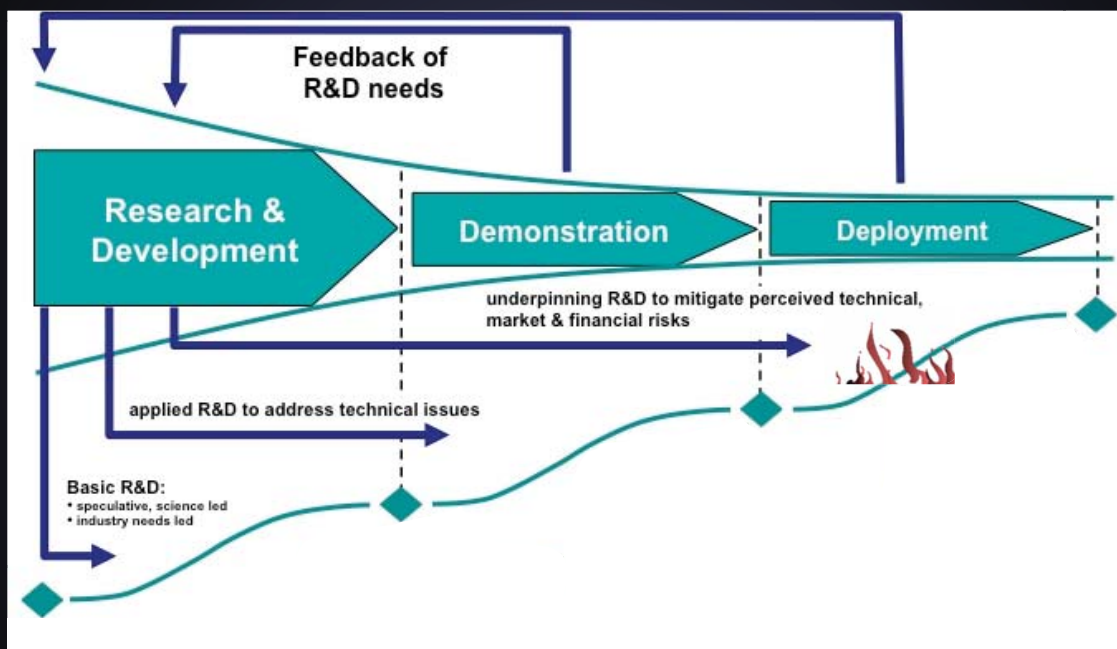 Feedback of
R&D needs
Research &
Development
Demonstration
Deployment
underpinning R&D to mitigate perceived technical,
market & financial risks
applied R&D to address technical issues
Basic R&D:
• speculative, science led
• industry needs led